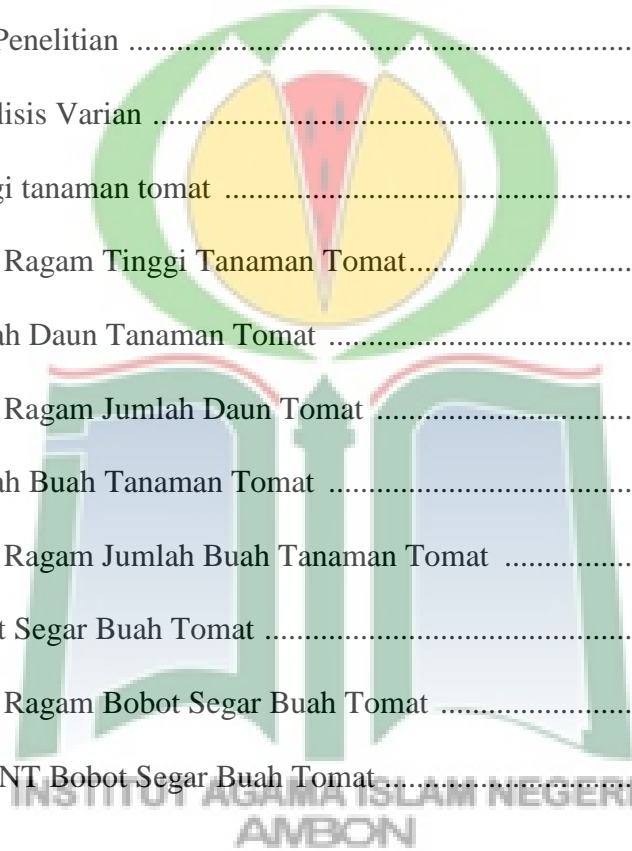 Penelitian ................................................................
lisis Varian ................................................................
gi tanaman tomat ................................................................
Ragam Tinggi Tanaman Tomat................................
ah Daun Tanaman Tomat ................................................
Ragam Jumlah Daun Tomat ................................
ah Buah Tanaman Tomat ................................................
Ragam Jumlah Buah Tanaman Tomat ................
t Segar Buah Tomat ................................................
Ragam Bobot Segar Buah Tomat ........................
NT Bobot Segar Buah Tomat ................................
INSTITUT AGAMA ISLAM NEGERI
AMBON